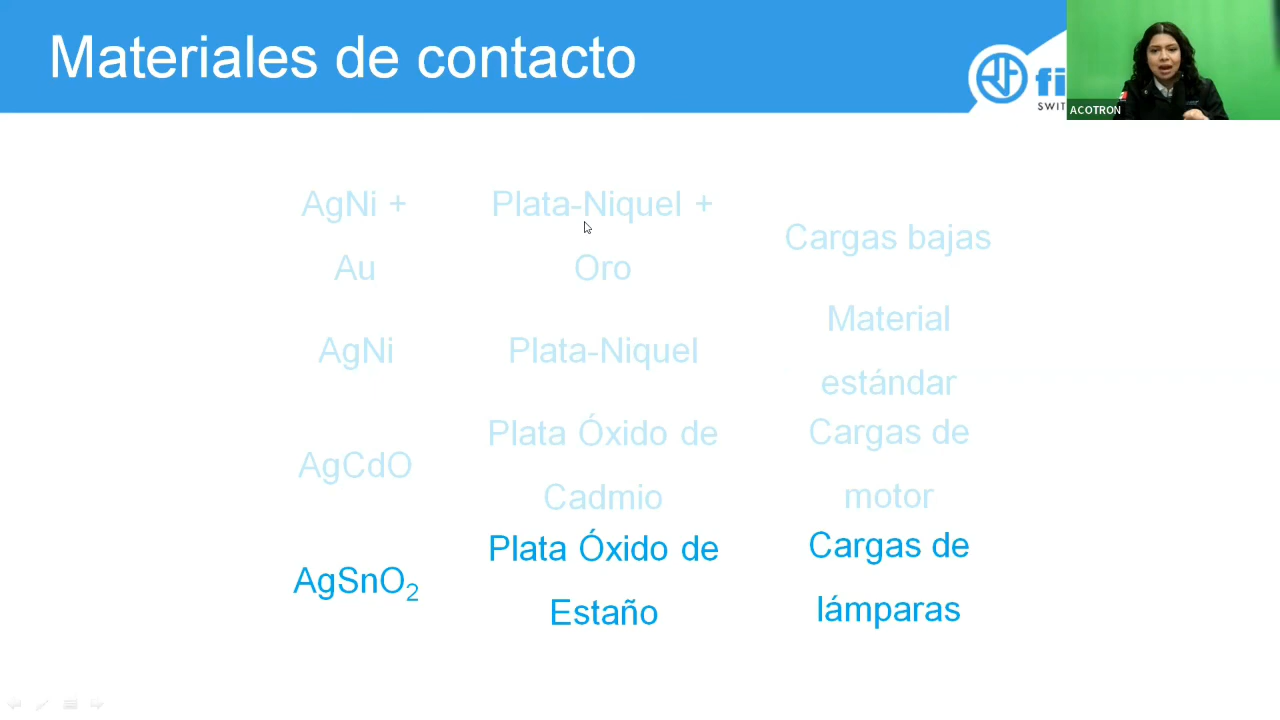 Materiales de contacto
ACOTRON
AgNi +
Au
Plata-Niquel +
Oro
Cargas bajas
AgNi
Plata-Niquel
Material
estándar
AgCdO
Plata Óxido de
Cadmio
Cargas de
motor
AgSnO₂
Plata Óxido de
Estaño
Cargas de
lámparas